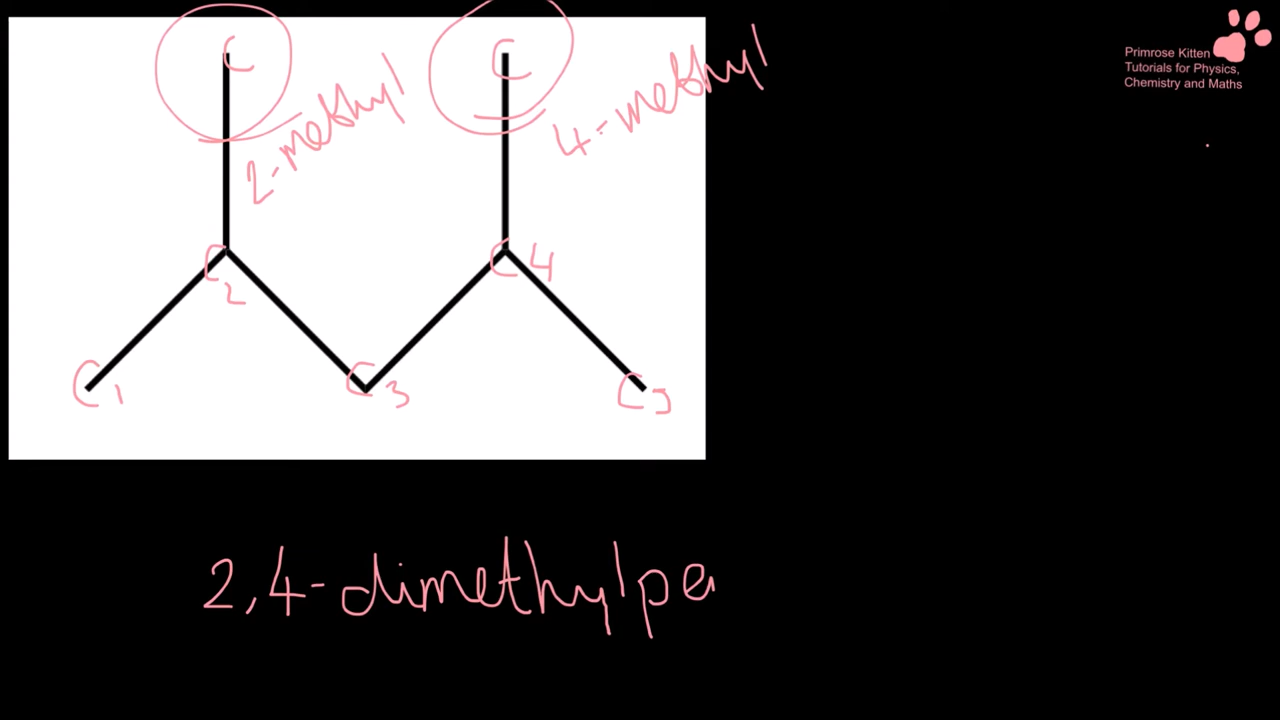 C
C
Primrose Kitten
Tutorials for Physics,
Chemistry and Maths
2-methyl
4-methyl
C2
C4
C1
C3
C5
2,4-dimethylpe